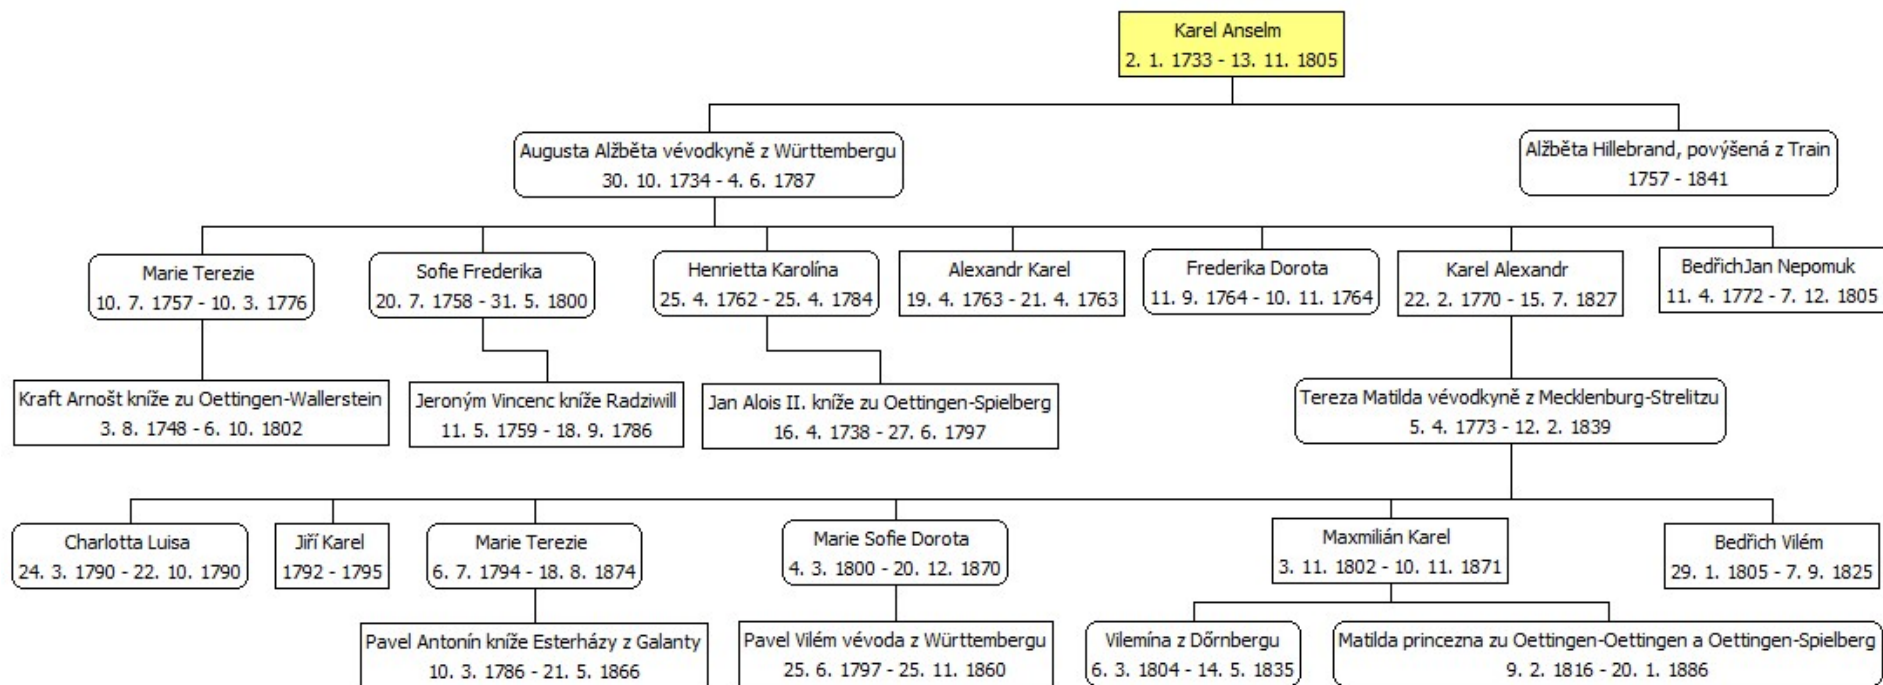 Karel Anselm
2. 1. 1733 - 13. 11. 1805
Augusta Alžběta vévodkyně z Württembergu
30. 10. 1734 - 4. 6. 1787
Alžběta Hillebrand, povýšená z Train
1757 - 1841
Marie Terezie
10. 7. 1757 - 10. 3. 1776
Sofie Frederika
20. 7. 1758 - 31. 5. 1800
Henrietta Karolína
25. 4. 1762 - 25. 4. 1784
Alexandr Karel
19. 4. 1763 - 21. 4. 1763
Frederika Dorota
11. 9. 1764 - 10. 11. 1764
Karel Alexandr
22. 2. 1770 - 15. 7. 1827
BedřichJan Nepomuk
11. 4. 1772 - 7. 12. 1805
Kraft Arnošt kníže zu Oettingen-Wallerstein
3. 8. 1748 - 6. 10. 1802
Jeroným Vincenc kníže Radziwill
11. 5. 1759 - 18. 9. 1786
Jan Alois II. kníže zu Oettingen-Spielberg
16. 4. 1738 - 27. 6. 1797
Tereza Matilda vévodkyně z Mecklenburg-Strelitzu
5. 4. 1773 - 12. 2. 1839
Charlotta Luisa
24. 3. 1790 - 22. 10. 1790
Jiří Karel
1792 - 1795
Marie Terezie
6. 7. 1794 - 18. 8. 1874
Marie Sofie Dorota
4. 3. 1800 - 20. 12. 1870
Maxmilián Karel
3. 11. 1802 - 10. 11. 1871
Bedřich Vilém
29. 1. 1805 - 7. 9. 1825
Pavel Antonín kníže Esterházy z Galanty
10. 3. 1786 - 21. 5. 1866
Pavel Vilém vévoda z Württembergu
25. 6. 1797 - 25. 11. 1860
Vilemína z Dőrnbergu
6. 3. 1804 - 14. 5. 1835
Matilda princezna zu Oettingen-Oettingen a Oettingen-Spielberg
9. 2. 1816 - 20. 1. 1886